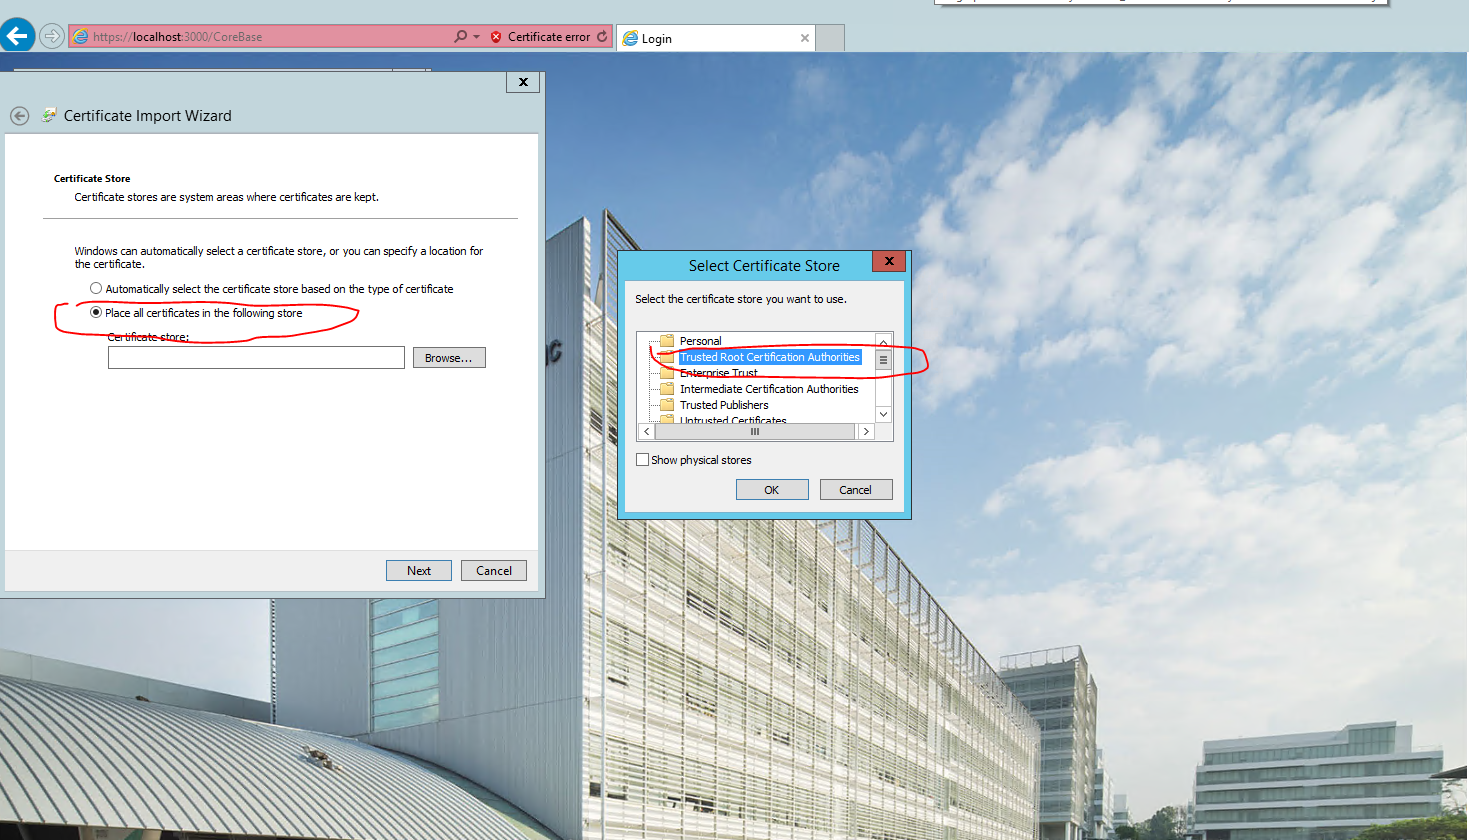 https://localhost:3000/CoreBase
Certificate error
Login
x
Certificate Import Wizard
Certificate Store
Certificate stores are system areas where certificates are kept.
Windows can automatically select a certificate store, or you can specify a location for
the certificate.
Automatically select the certificate store based on the type of certificate
Place all certificates in the following store
Certificate store:
Browse...
Next
Cancel
Select Certificate Store
x
Select the certificate store you want to use.
Personal
Trusted Root Certification Authorities
Enterprise Trust
Intermediate Certification Authorities
Trusted Publishers
Untrusted Certificates
Show physical stores
OK
Cancel